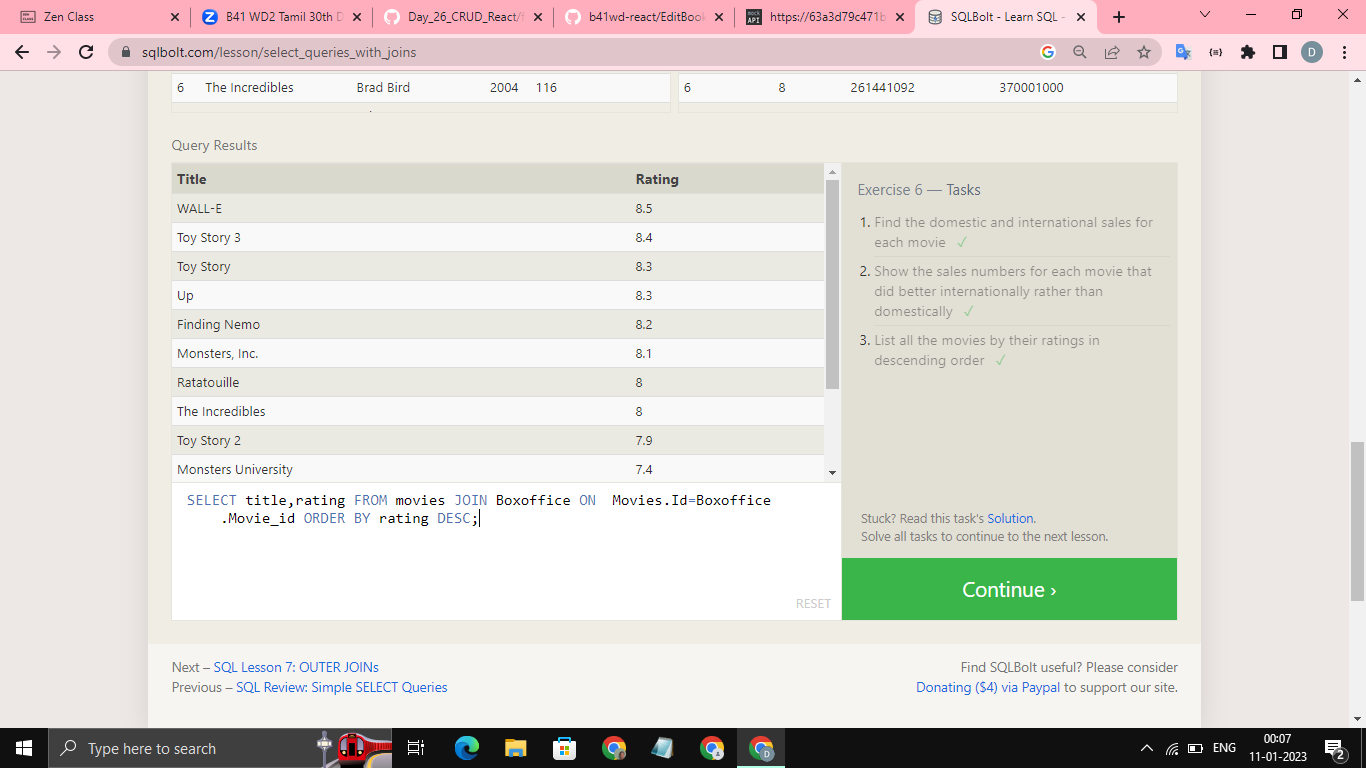 Zen Class
B41 WD2 Tamil 30th D
Day_26_CRUD_React/
b41wd-react/EditBoo
https://63a3d79c471b
SQLBolt - Learn SQL -
sqlbolt.com/lesson/select_queries_with_joins
D
6 The Incredibles Brad Bird 2004 116
6 8 261441092 370001000
Query Results
Title Rating
WALL-E 8.5
Toy Story 3 8.4
Toy Story 8.3
Up 8.3
Finding Nemo 8.2
Monsters, Inc. 8.1
Ratatouille 8
The Incredibles 8
Toy Story 2 7.9
Monsters University 7.4
SELECT title,rating FROM movies JOIN Boxoffice ON  Movies.Id=Boxoffice
.Movie_id ORDER BY rating DESC;
RESET
Exercise 6 — Tasks
1. Find the domestic and international sales for
each movie ✓
2. Show the sales numbers for each movie that
did better internationally rather than
domestically ✓
3. List all the movies by their ratings in
descending order ✓
Stuck? Read this task's Solution.
Solve all tasks to continue to the next lesson.
Continue ›
Next – SQL Lesson 7: OUTER JOINs
Previous – SQL Review: Simple SELECT Queries
Find SQLBolt useful? Please consider
Donating ($4) via Paypal to support our site.
Type here to search
ENG
00:07
11-01-2023
2